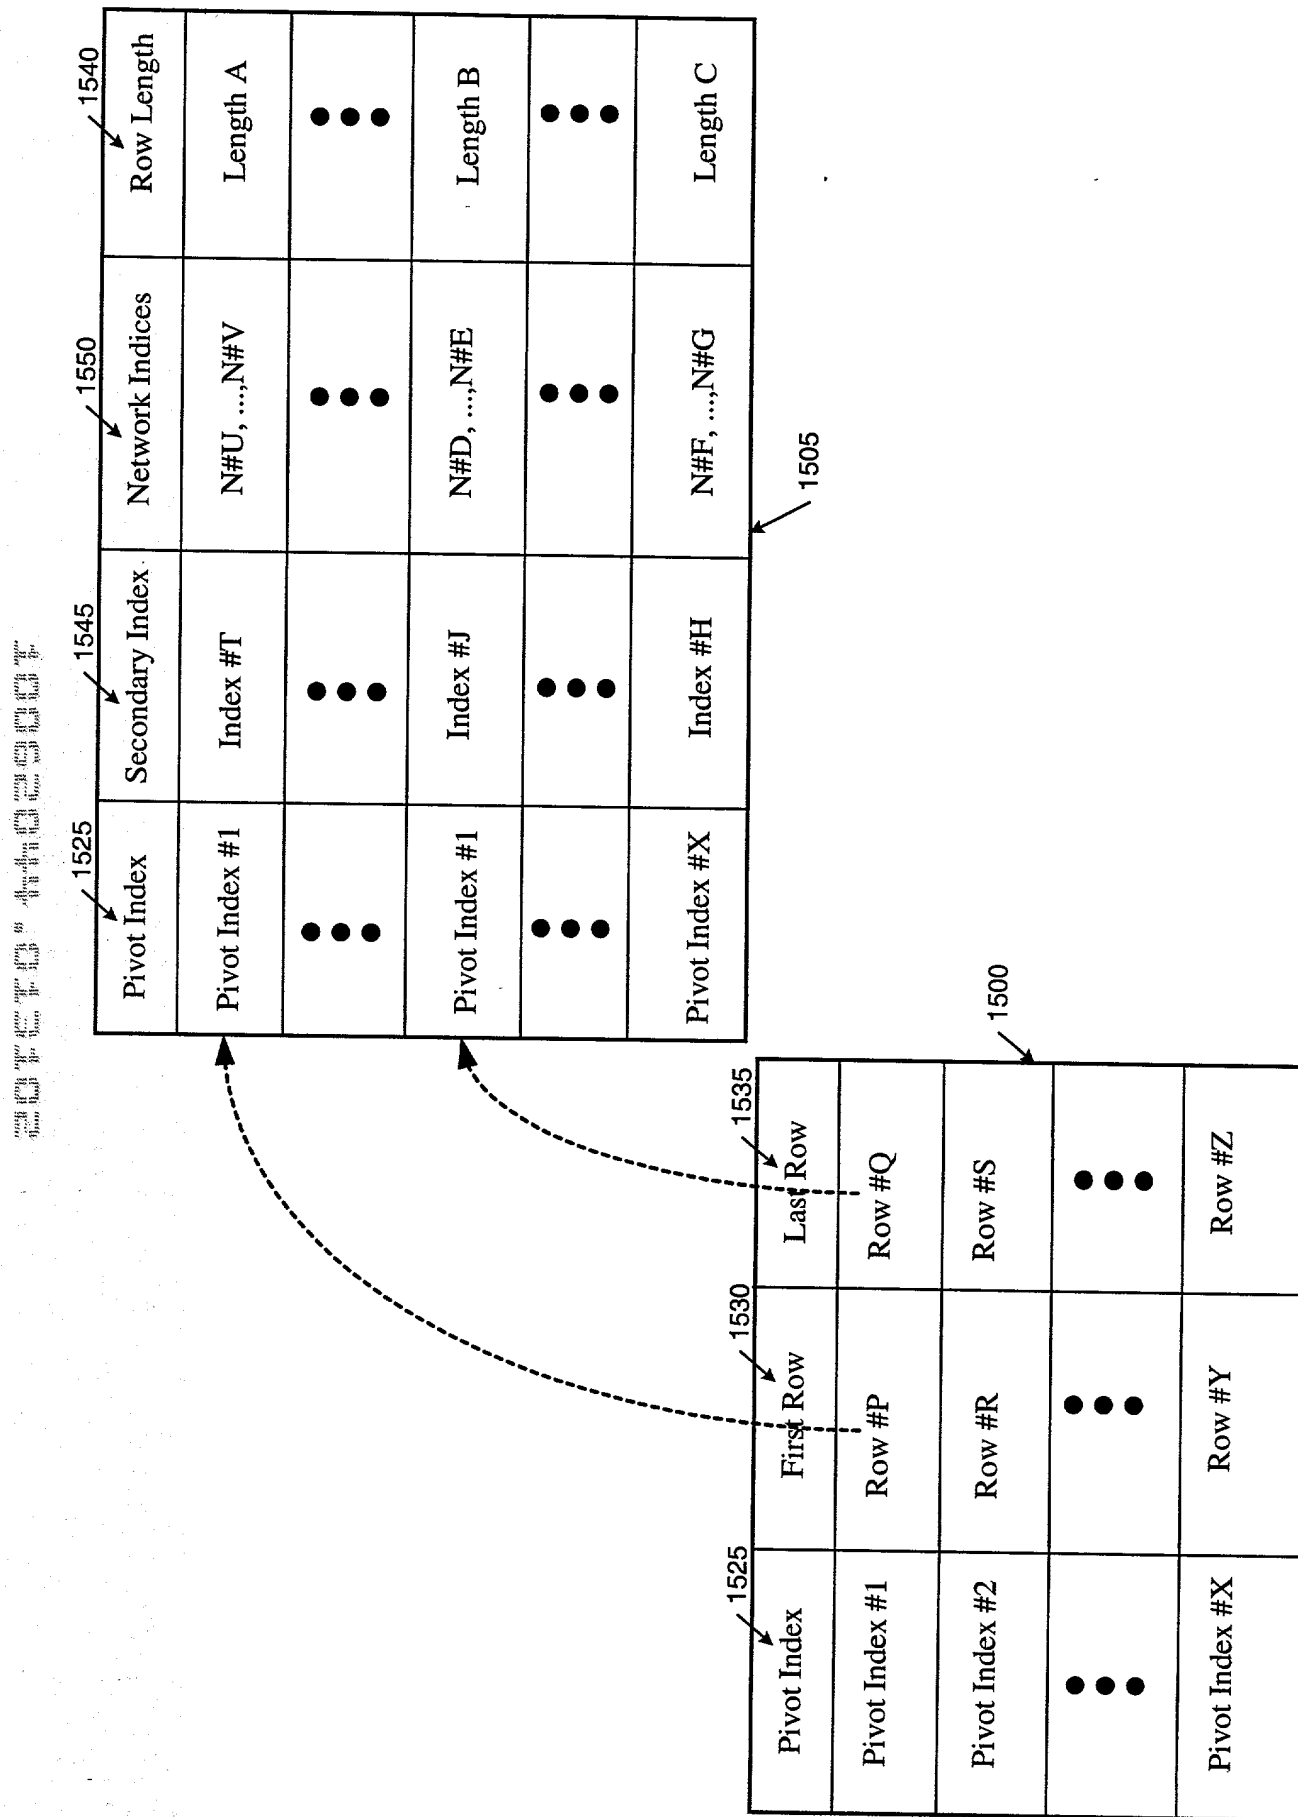 1525 1545 1550 1540
Pivot Index Secondary Index Network Indices Row Length
Pivot Index #1 Index #T N#U, ...,N#V Length A
Pivot Index #1 Index #J N#D, ...,N#E Length B
Pivot Index #X Index #H N#F, ...,N#G Length C
1505
1500
1525 1530 1535
Pivot Index First Row Last Row
Pivot Index #1 Row #P Row #Q
Pivot Index #2 Row #R Row #S
Pivot Index #X Row #Y Row #Z